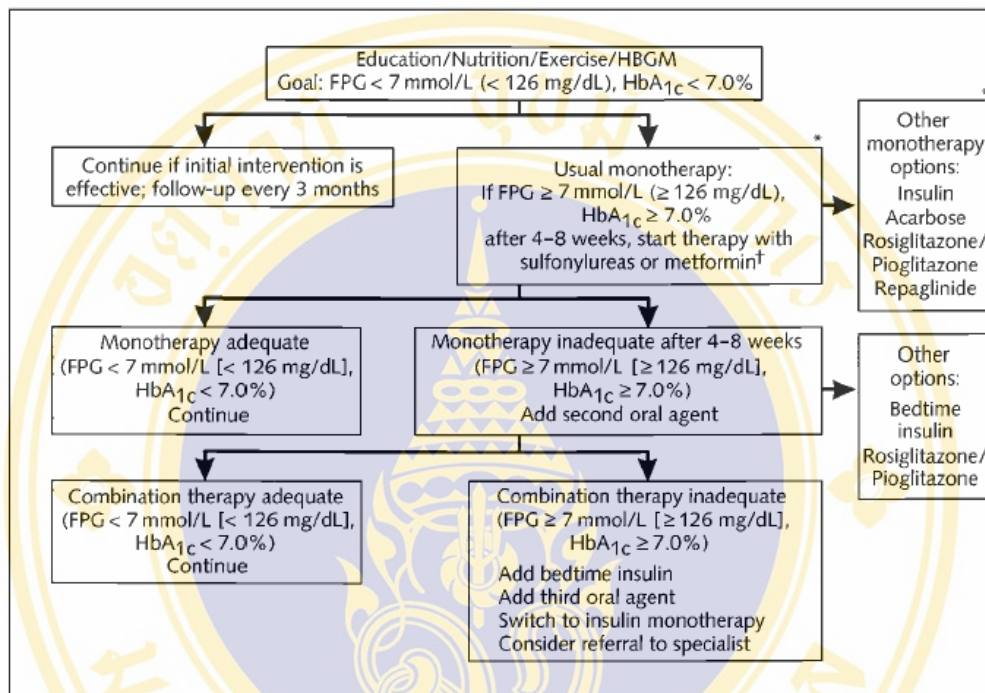 Education/Nutrition/Exercise/HBGM
Goal: FPG < 7 mmol/L (< 126 mg/dL), HbA1c < 7.0%
Continue if initial intervention is
effective; follow-up every 3 months
*
Usual monotherapy:
If FPG ≥ 7 mmol/L (≥ 126 mg/dL),
HbA1c ≥ 7.0%
after 4–8 weeks, start therapy with
sulfonylureas or metformin†
Other
monotherapy
options:
Insulin
Acarbose
Rosiglitazone/
Pioglitazone
Repaglinide
Monotherapy adequate
(FPG < 7 mmol/L [< 126 mg/dL],
HbA1c < 7.0%)
Continue
Monotherapy inadequate after 4–8 weeks
(FPG ≥ 7 mmol/L [≥ 126 mg/dL],
HbA1c ≥ 7.0%)
Add second oral agent
Other
options:
Bedtime
insulin
Rosiglitazone/
Pioglitazone
Combination therapy adequate
(FPG < 7 mmol/L [< 126 mg/dL],
HbA1c < 7.0%)
Continue
Combination therapy inadequate
(FPG ≥ 7 mmol/L [≥ 126 mg/dL],
HbA1c ≥ 7.0%)
Add bedtime insulin
Add third oral agent
Switch to insulin monotherapy
Consider referral to specialist